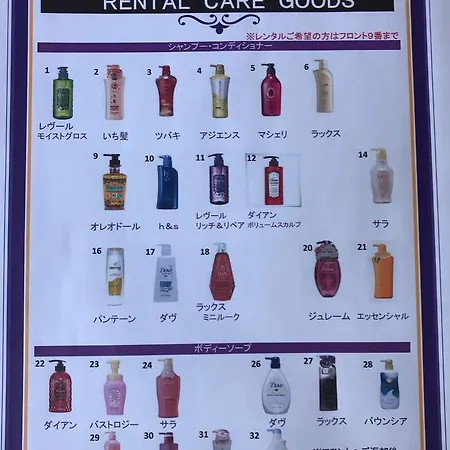 RENTAL CARE GOODS
※レンタルご希望の方はフロント9番まで
シャンプー・コンディショナー
1 2 3 4 5 6
レヴール
モイストグロス
いち髪
ツバキ
アジエンス
マシェリ
ラックス
9 10 11 12 14
オレオドール
h&s
レヴール
リッチ&リペア
ダイアン
ボリュームスカルプ
サラ
16 17 18 20 21
パンテーン
ダヴ
ラックス
ミニルーク
ジュレーム
エッセンシャル
ボディーソープ
22 23 24 26 27 28
ダイアン
バストロジー
サラ
ダヴ
ラックス
バウンシア
29 30 31 32